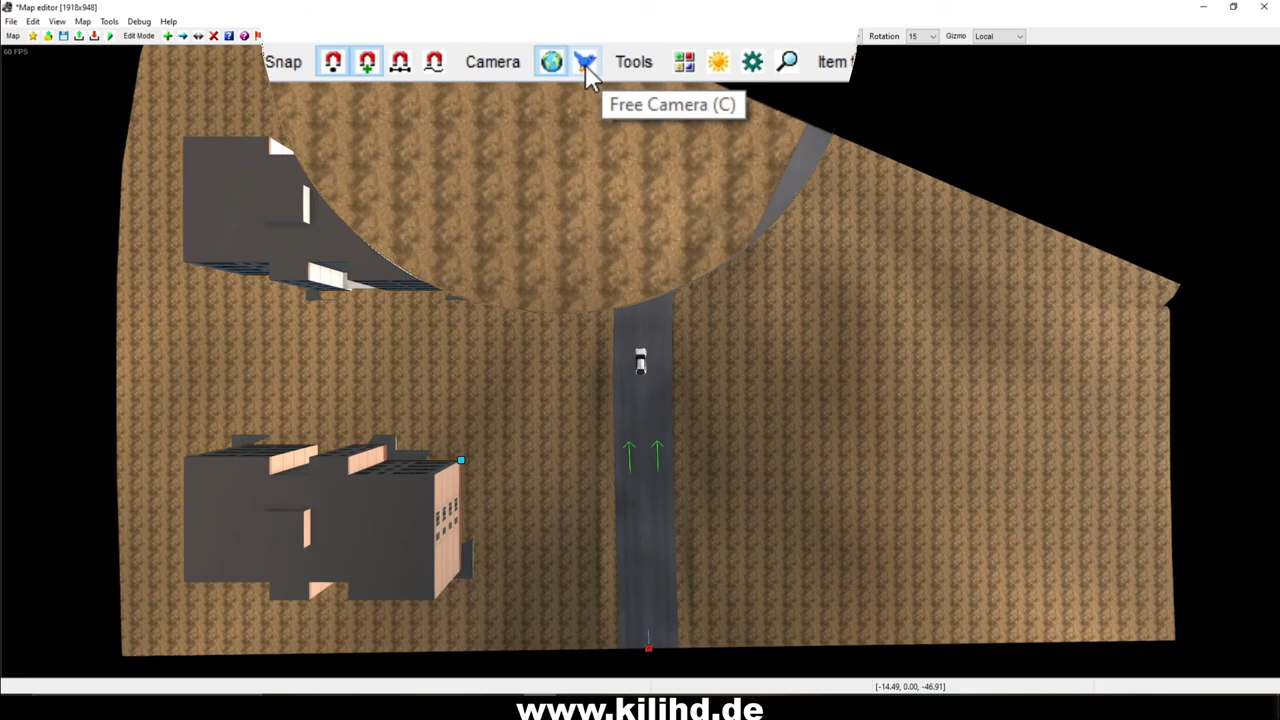 *Map editor [1918x948]
File Edit View Map Tools Debug Help
Map Edit Mode Rotation 15 Gizmo Local
60 FPS
Snap Camera Tools Item
Free Camera (C)
[-14.49, 0.00, -46.91]
www.kilihd.de